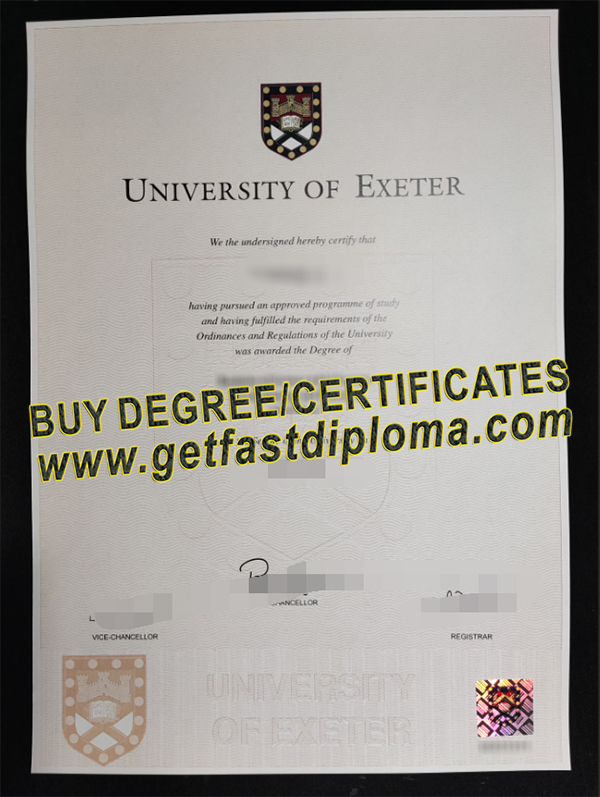 UNIVERSITY OF EXETER
We the undersigned hereby certify that
having pursued an approved programme of study
and having fulfilled the requirements of the
Ordinances and Regulations of the University
was awarded the Degree of
BUY DEGREE/CERTIFICATES
www.getfastdiploma.com
CHANCELLOR
VICE-CHANCELLOR
REGISTRAR
UNIVERSITY
OF EXETER